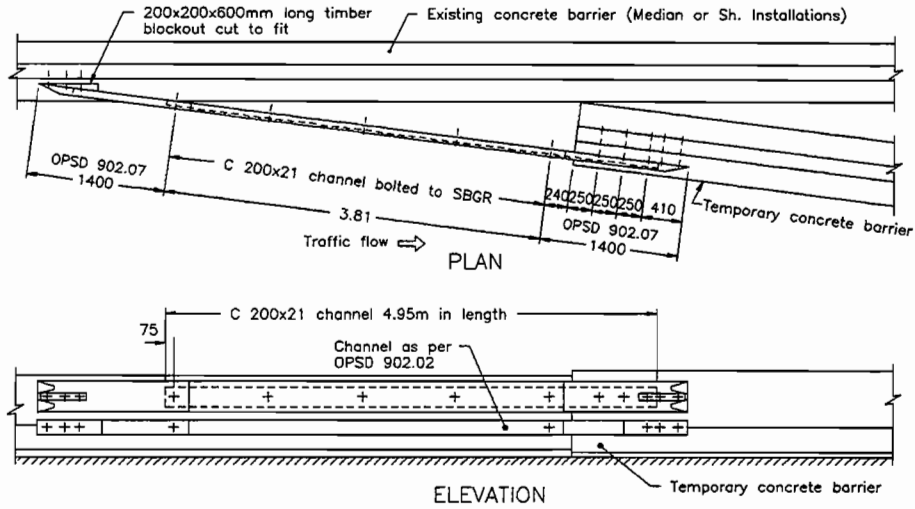 200x200x600mm long timber
blockout cut to fit
Existing concrete barrier (Median or Sh. Installations)
OPSD 902.07
1400
C 200x21 channel bolted to SBGR
3.81
240 250 250 250 410
OPSD 902.07
1400
Temporary concrete barrier
Traffic flow
PLAN
C 200x21 channel 4.95m in length
75
Channel as per
OPSD 902.02
Temporary concrete barrier
ELEVATION